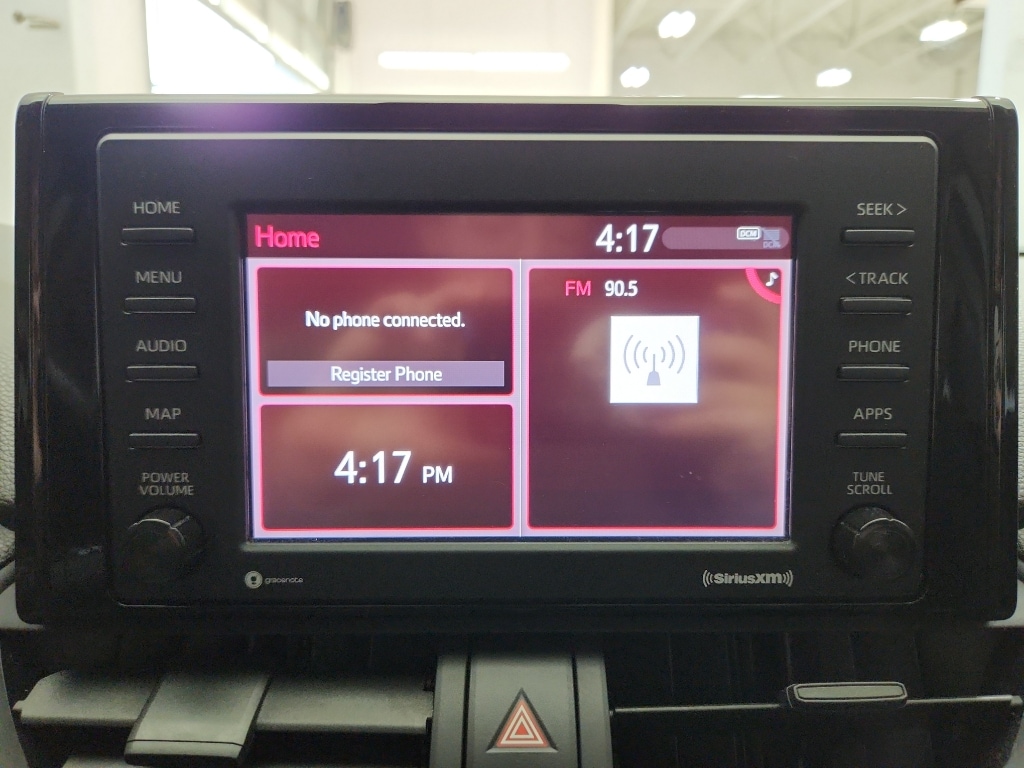 HOME
MENU
AUDIO
MAP
POWER
VOLUME
Home
4:17
DCM
DCM
No phone connected.
Register Phone
4:17 PM
FM 90.5
SEEK >
< TRACK
PHONE
APPS
TUNE
SCROLL
gracenote
SiriusXM